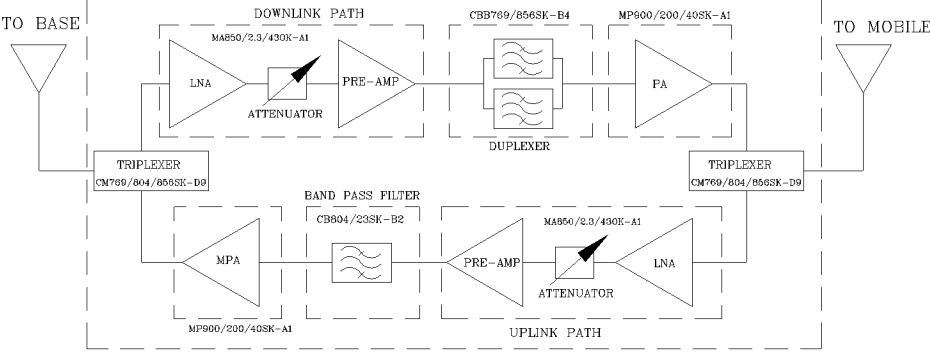 DOWNLINK PATH
CBB769/856SK-B4
MP900/200/40SK-A1
TO BASE
TO MOBILE
MA850/2.3/430K-A1
LNA
PRE-AMP
PA
ATTENUATOR
DUPLEXER
TRIPLEXER
CM769/804/856SK-D9
TRIPLEXER
CM769/804/856SK-D9
BAND PASS FILTER
CB804/23SK-B2
MA850/2.3/430K-A1
MPA
PRE-AMP
LNA
ATTENUATOR
MP900/200/40SK-A1
UPLINK PATH